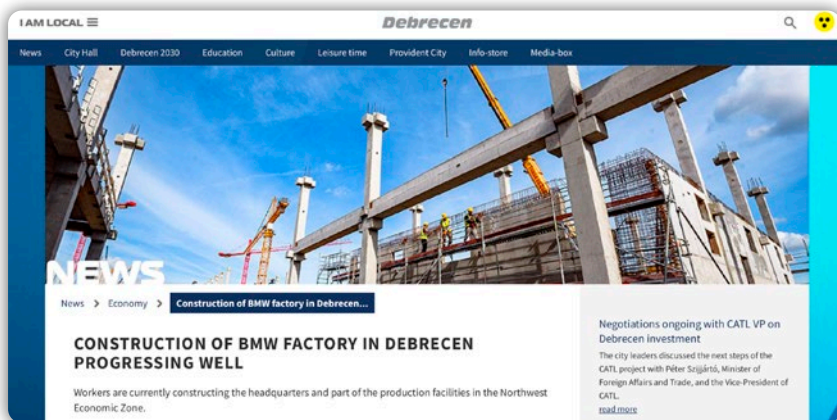 I AM LOCAL
Debrecen
News City Hall Debrecen 2030 Education Culture Leisure time Provident City Info-store Media-box
NEWS
News > Economy > Construction of BMW factory in Debrecen...
CONSTRUCTION OF BMW FACTORY IN DEBRECEN
PROGRESSING WELL
Workers are currently constructing the headquarters and part of the production facilities in the Northwest
Economic Zone.
Negotiations ongoing with CATL VP on
Debrecen investment
The city leaders discussed the next steps of the
CATL project with Péter Szijjártó, Minister of
Foreign Affairs and Trade, and the Vice-President of
CATL.
read more